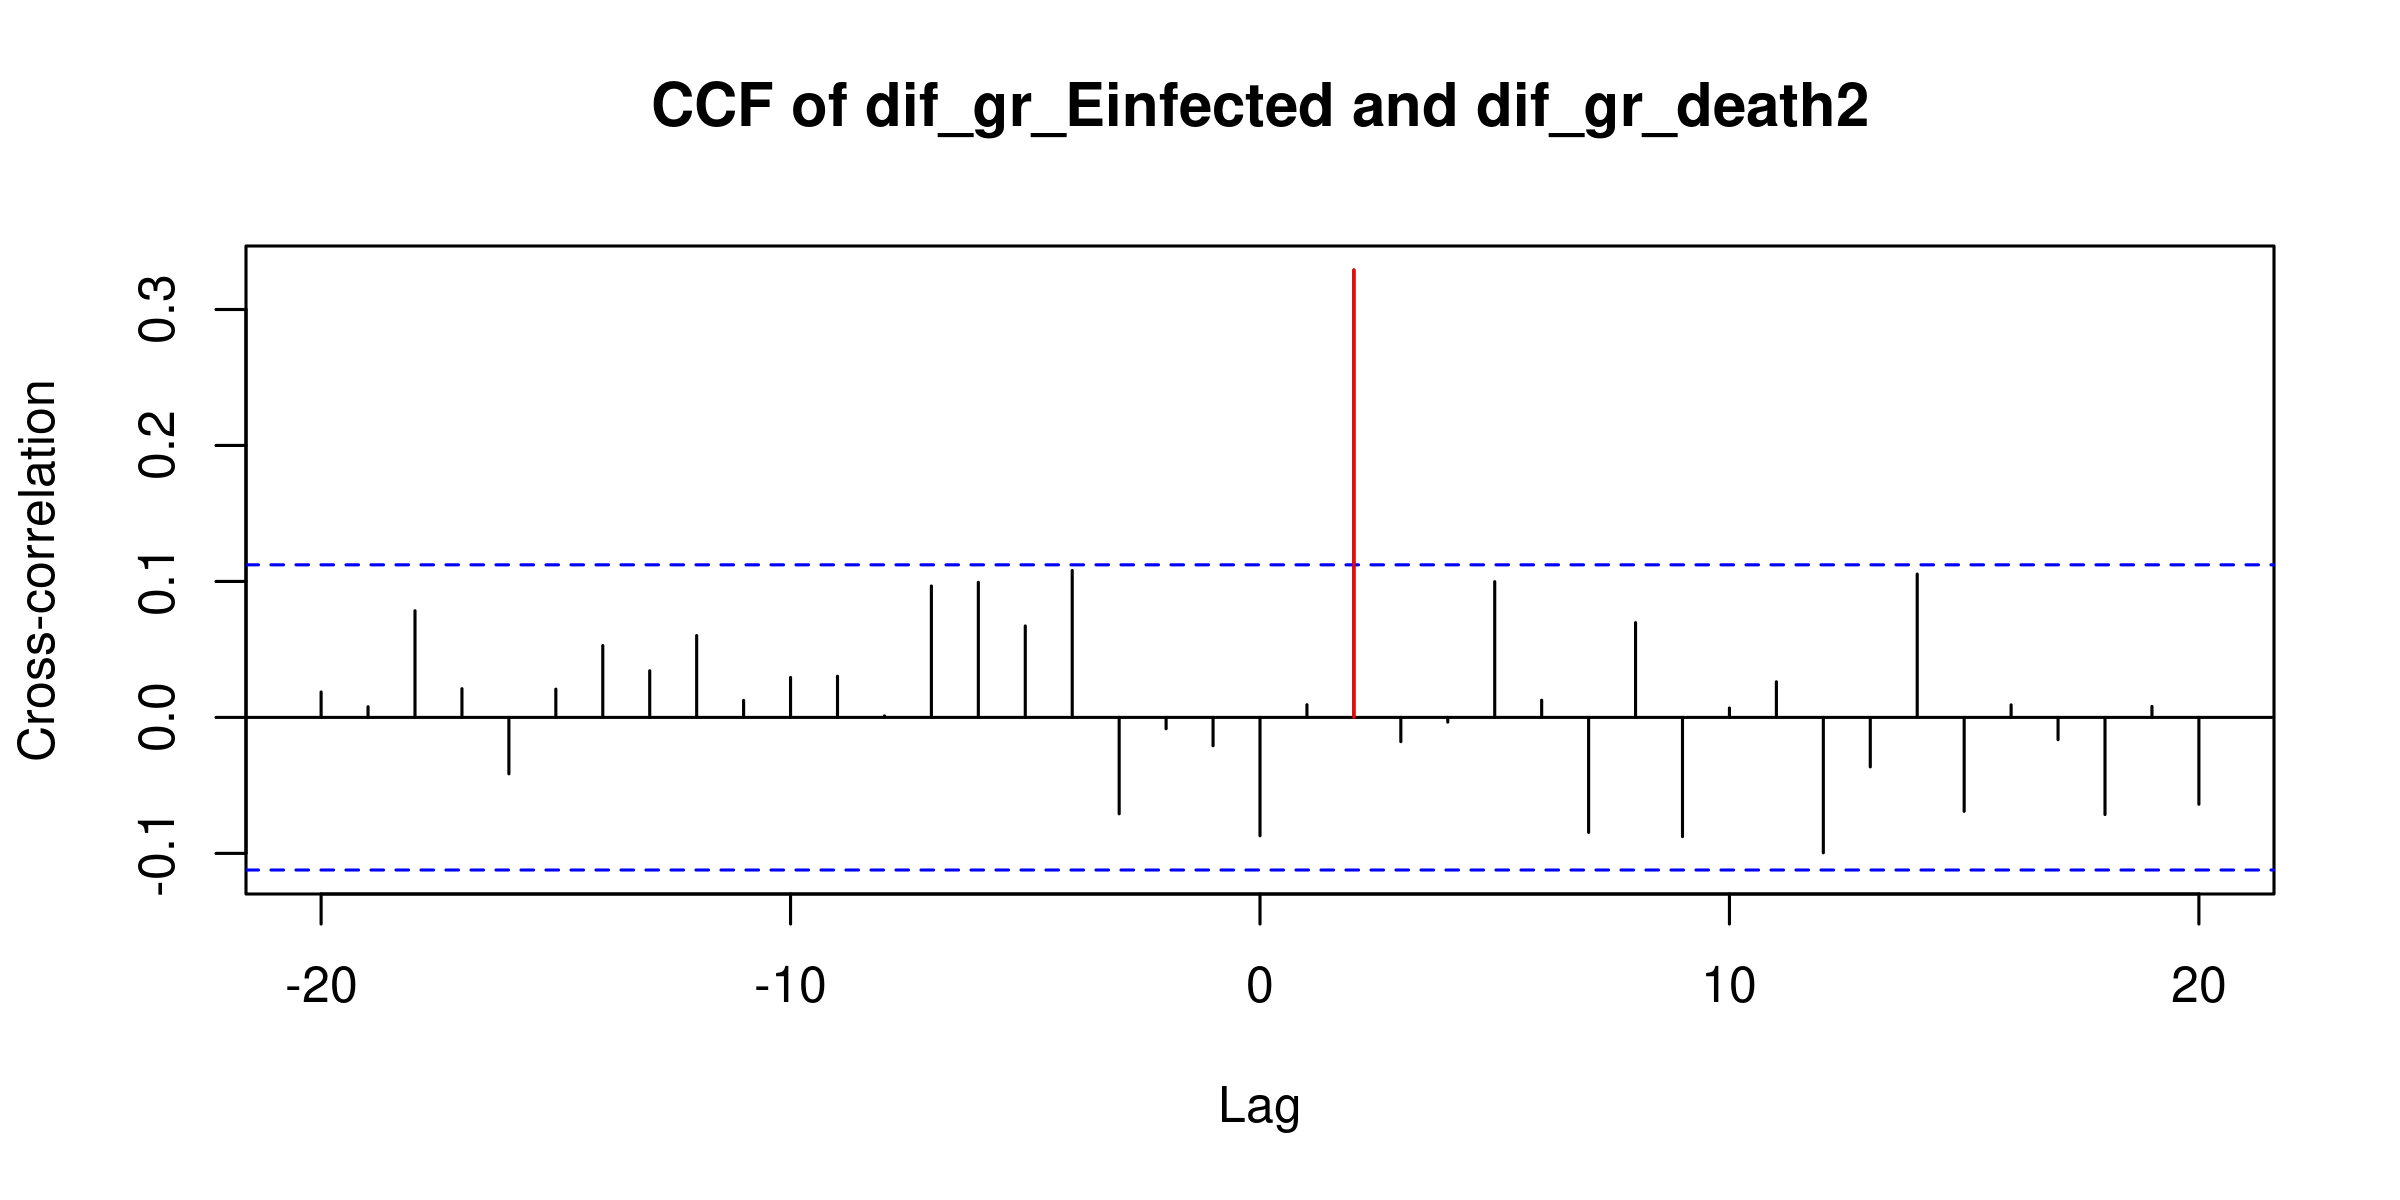 CCF of dif_gr_Einfected and dif_gr_death2
Cross-correlation
0.3
0.2
0.1
0.0
-0.1
-20 -10 0 10 20
Lag